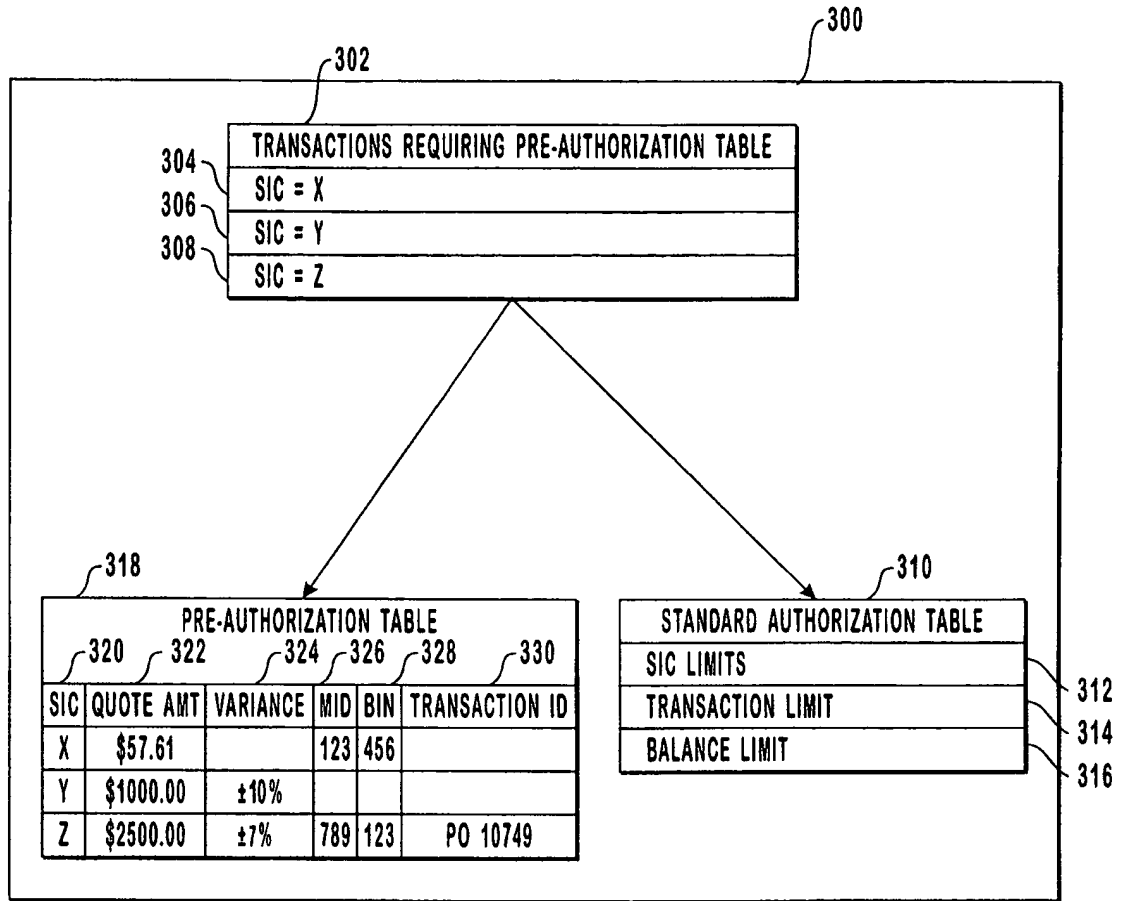 300
302
TRANSACTIONS REQUIRING PRE-AUTHORIZATION TABLE
304
SIC = X
306
SIC = Y
308
SIC = Z
318
PRE-AUTHORIZATION TABLE
320 322 324 326 328 330
SIC QUOTE AMT VARIANCE MID BIN TRANSACTION ID
X $57.61 123 456
Y $1000.00 ±10%
Z $2500.00 ±7% 789 123 PO 10749
310
STANDARD AUTHORIZATION TABLE
SIC LIMITS
312
TRANSACTION LIMIT
314
BALANCE LIMIT
316